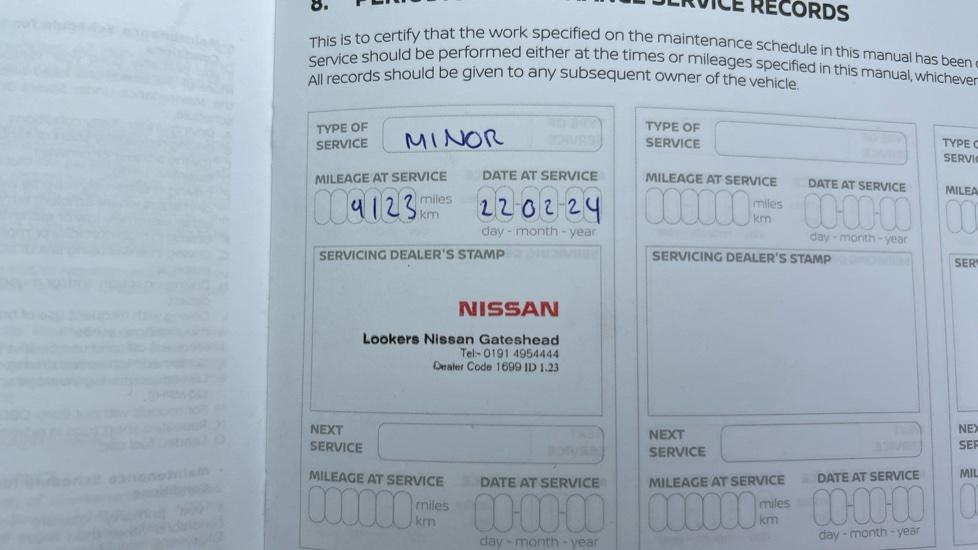 8.
SERVICE RECORDS
This is to certify that the work specified on the maintenance schedule in this manual has been
Service should be performed either at the times or mileages specified in this manual, whichever
All records should be given to any subsequent owner of the vehicle.
TYPE OF
SERVICE
MINOR
MILEAGE AT SERVICE
DATE AT SERVICE
9123
miles
km
22-02-24
day - month - year
SERVICING DEALER'S STAMP
NISSAN
Lookers Nissan Gateshead
Tel:- 0191 4954444
Dealer Code 1699 ID 1.23
NEXT
SERVICE
MILEAGE AT SERVICE
DATE AT SERVICE
miles
km
day - month - year
TYPE OF
SERVICE
MILEAGE AT SERVICE
DATE AT SERVICE
miles
km
day - month - year
SERVICING DEALER'S STAMP
NEXT
SERVICE
MILEAGE AT SERVICE
DATE AT SERVICE
miles
km
day - month - year
TYPE